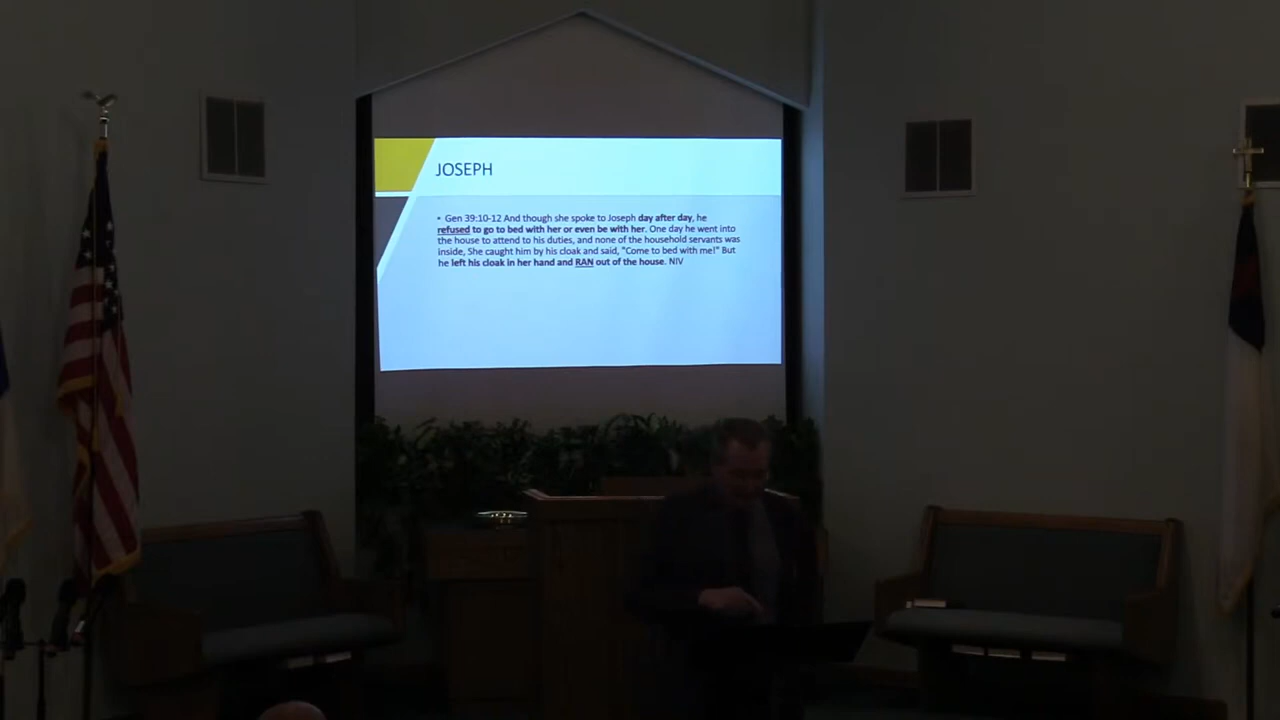 JOSEPH
• Gen 39:10-12 And though she spoke to Joseph day after day, he
refused to go to bed with her or even be with her. One day he went into
the house to attend to his duties, and none of the household servants was
inside, She caught him by his cloak and said, "Come to bed with me!" But
he left his cloak in her hand and RAN out of the house. NIV